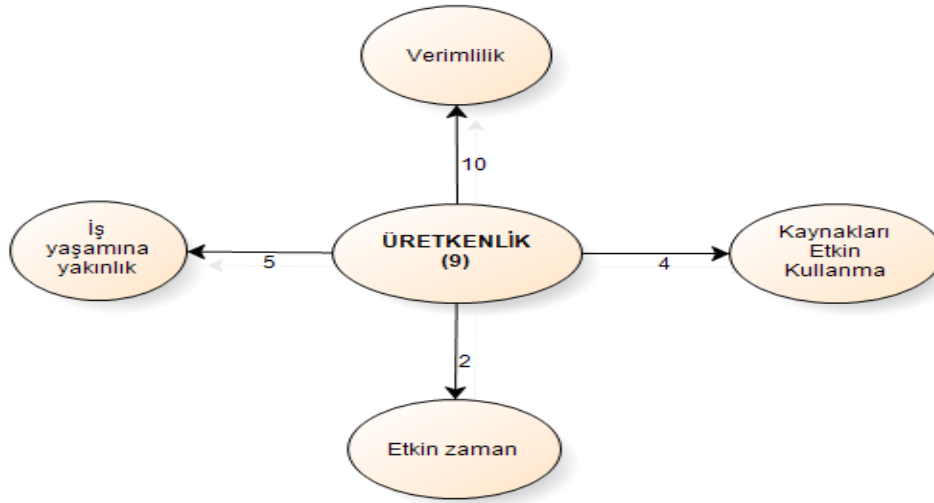 Verimlilik
10
İş
yaşamına
yakınlık
5
ÜRETKENLİK
(9)
4
Kaynakları
Etkin
Kullanma
2
Etkin zaman